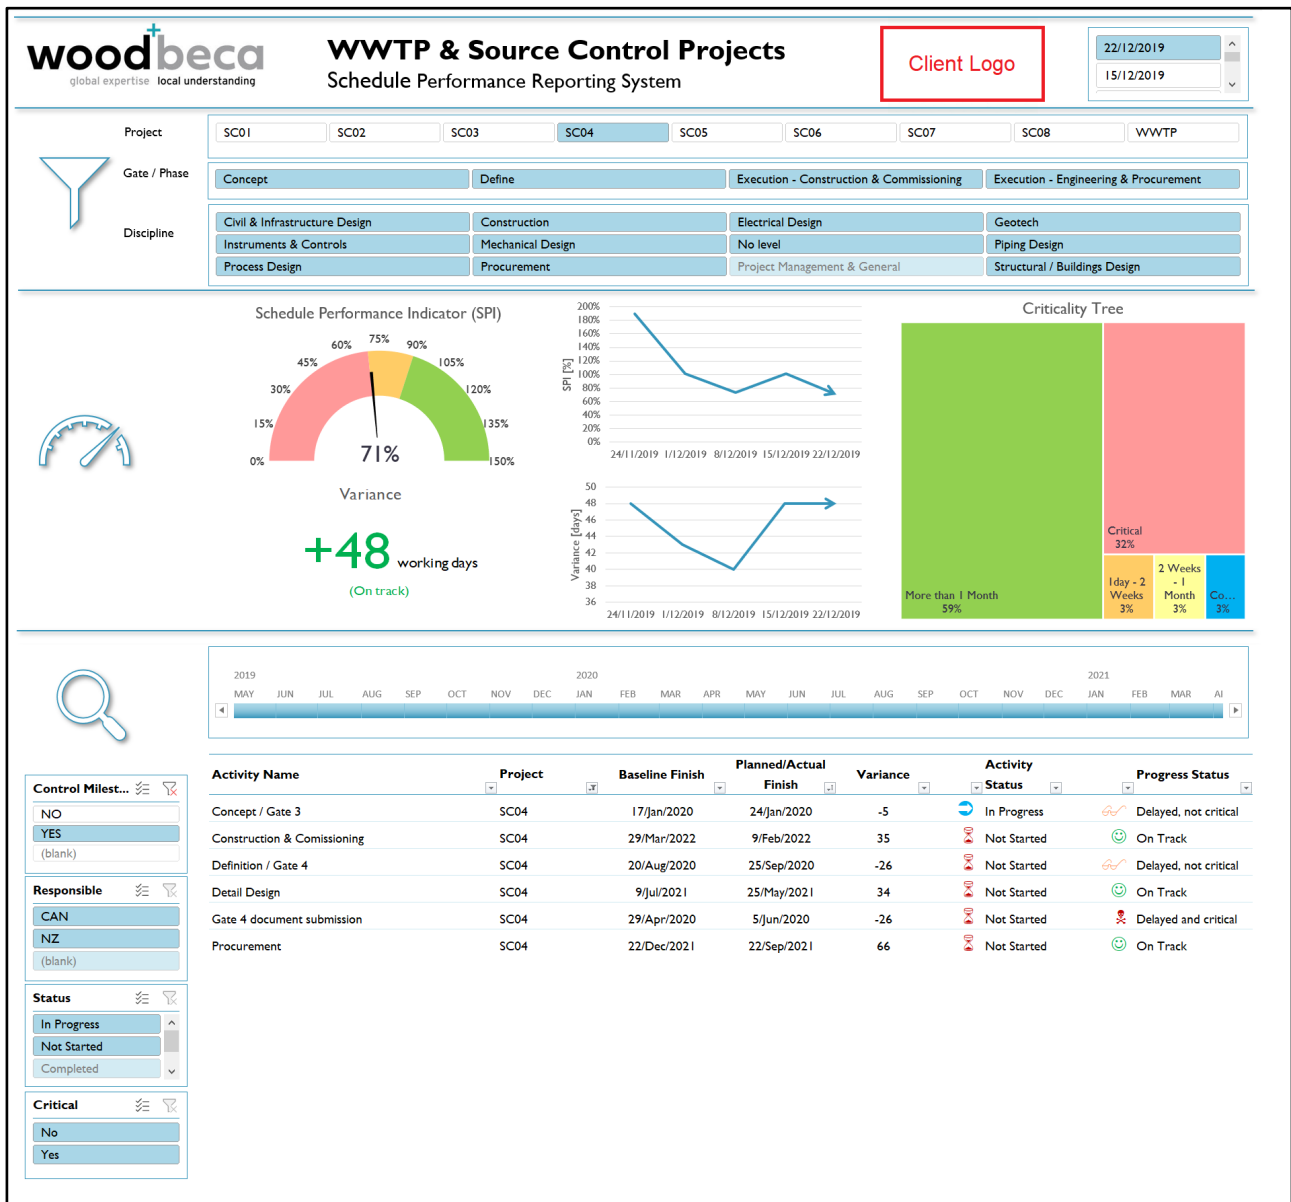 wood beca
global expertise local understanding
WWTP & Source Control Projects
Schedule Performance Reporting System
Client Logo
22/12/2019
15/12/2019
Project
SC01 SC02 SC03 SC04 SC05 SC06 SC07 SC08 WWTP
Gate / Phase
Concept Define Execution - Construction & Commissioning Execution - Engineering & Procurement
Discipline
Civil & Infrastructure Design Construction Electrical Design Geotech
Instruments & Controls Mechanical Design No level Piping Design
Process Design Procurement Project Management & General Structural / Buildings Design
Schedule Performance Indicator (SPI)
0% 15% 30% 45% 60% 75% 90% 105% 120% 135% 150%
71%
Variance
+48 working days
(On track)
SPI [%]
200%
180%
160%
140%
120%
100%
80%
60%
40%
20%
0%
24/11/2019 1/12/2019 8/12/2019 15/12/2019 22/12/2019
Variance [days]
50
48
46
44
42
40
38
36
24/11/2019 1/12/2019 8/12/2019 15/12/2019 22/12/2019
Criticality Tree
More than 1 Month
59%
Critical
32%
1day - 2
Weeks
3%
2 Weeks
- 1
Month
3%
Co...
3%
2019 2020 2021
MAY JUN JUL AUG SEP OCT NOV DEC JAN FEB MAR APR MAY JUN JUL AUG SEP OCT NOV DEC JAN FEB MAR AI
Control Milest...
NO
YES
(blank)
Responsible
CAN
NZ
(blank)
Status
In Progress
Not Started
Completed
Critical
No
Yes
Activity Name Project Baseline Finish Planned/Actual Finish Variance Activity Status Progress Status
Concept / Gate 3 SC04 17/Jan/2020 24/Jan/2020 -5 In Progress Delayed, not critical
Construction & Comissioning SC04 29/Mar/2022 9/Feb/2022 35 Not Started On Track
Definition / Gate 4 SC04 20/Aug/2020 25/Sep/2020 -26 Not Started Delayed, not critical
Detail Design SC04 9/Jul/2021 25/May/2021 34 Not Started On Track
Gate 4 document submission SC04 29/Apr/2020 5/Jun/2020 -26 Not Started Delayed and critical
Procurement SC04 22/Dec/2021 22/Sep/2021 66 Not Started On Track